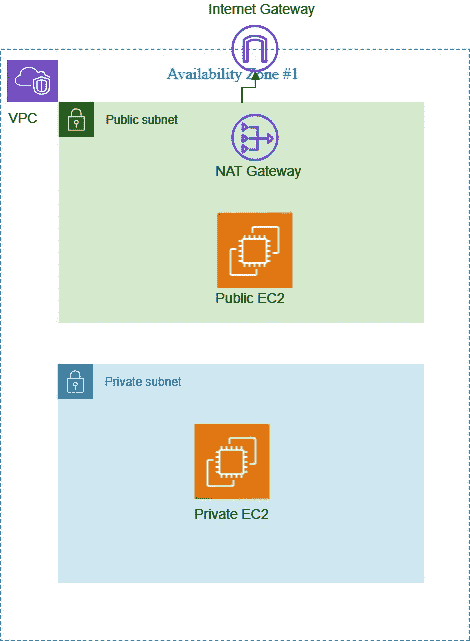 Internet Gateway
Availability Zone #1
VPC
Public subnet
NAT Gateway
Public EC2
Private subnet
Private EC2